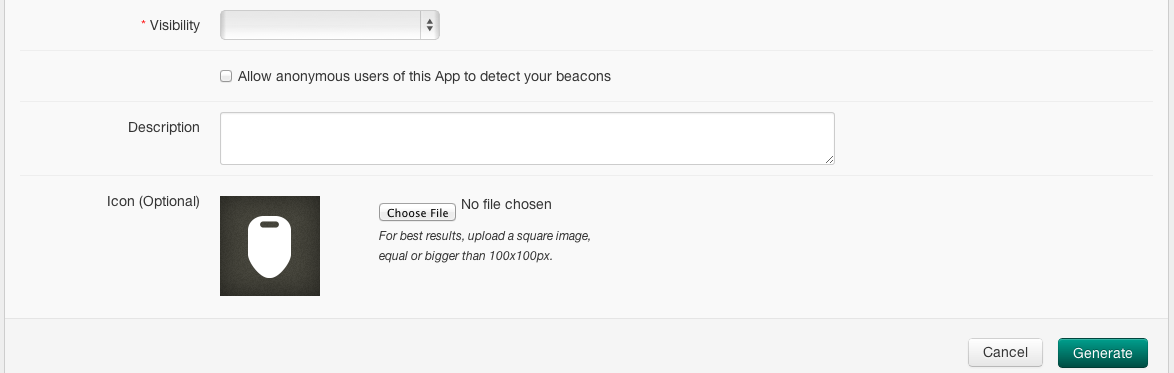 * Visibility
Allow anonymous users of this App to detect your beacons
Description
Icon (Optional)
Choose File No file chosen
For best results, upload a square image,
equal or bigger than 100x100px.
Cancel Generate